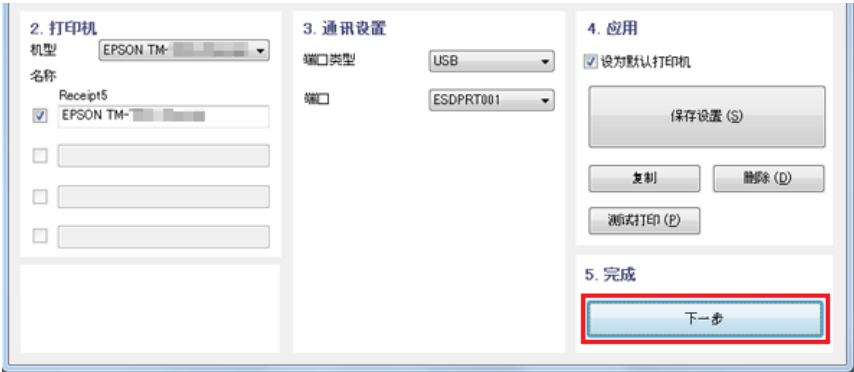 2. 打印机
机型
EPSON TM-
名称
Receipt5
EPSON TM-
3. 通讯设置
端口类型
USB
端口
ESDPRT001
4. 应用
设为默认打印机
保存设置 (S)
复制
删除 (D)
测试打印 (P)
5. 完成
下一步